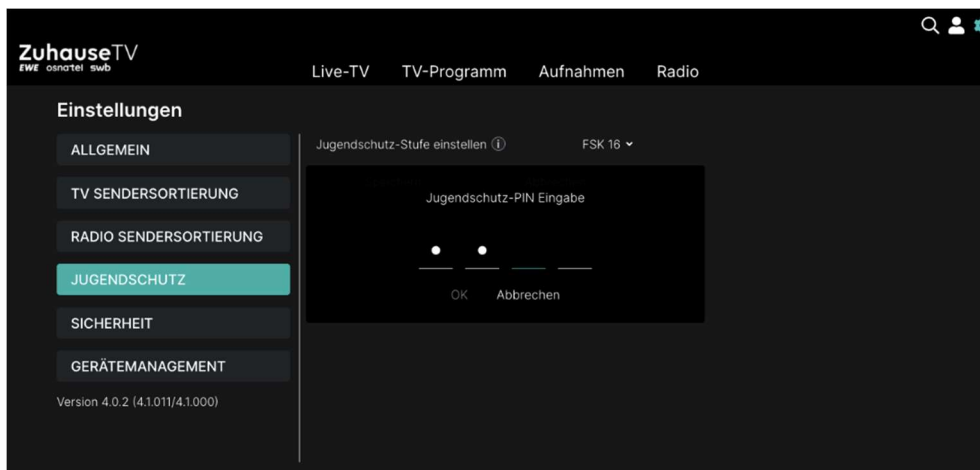 ZuhauseTV
EWE osnatel swb
Live-TV TV-Programm Aufnahmen Radio
Einstellungen
ALLGEMEIN
TV SENDERSORTIERUNG
RADIO SENDERSORTIERUNG
JUGENDSCHUTZ
SICHERHEIT
GERÄTEMANAGEMENT
Version 4.0.2 (4.1.011/4.1.000)
Jugendschutz-Stufe einstellen
FSK 16
Jugendschutz-PIN Eingabe
OK Abbrechen